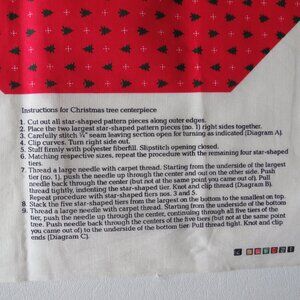 Instructions for Christmas tree centerpiece
1. Cut out all star-shaped pattern pieces along outer edges.
2. Place the two largest star-shaped pattern pieces (no. 1) right sides together.
3. Carefully stitch ¼" seam leaving section open for turning as indicated (Diagram A).
4. Clip curves. Turn right side out.
5. Stuff firmly with polyester fiberfill. Slipstitch opening closed.
6. Matching respective sizes, repeat the procedure with the remaining four star-shaped
tiers.
7. Thread a large needle with carpet thread. Starting from the underside of the largest
tier (no. 1), push the needle up through the center and out the other side. Push
needle back through the center (but not at the same point you came out of). Pull
thread tightly, indenting the star-shaped tier. Knot and clip thread (Diagram B).
Repeat procedure with star-shaped tiers nos. 3 and 5.
8. Stack the five star-shaped tiers from the largest on the bottom to the smallest on top.
9. Thread a large needle with carpet thread. Starting from the underside of the bottom
tier, push the needle up through the center, continuing through all five tiers of the
tree. Push needle back through the centers of the five tiers (but not at the same point
you came out of) to the underside of the bottom tier. Pull thread tight. Knot and clip
ends (Diagram C).